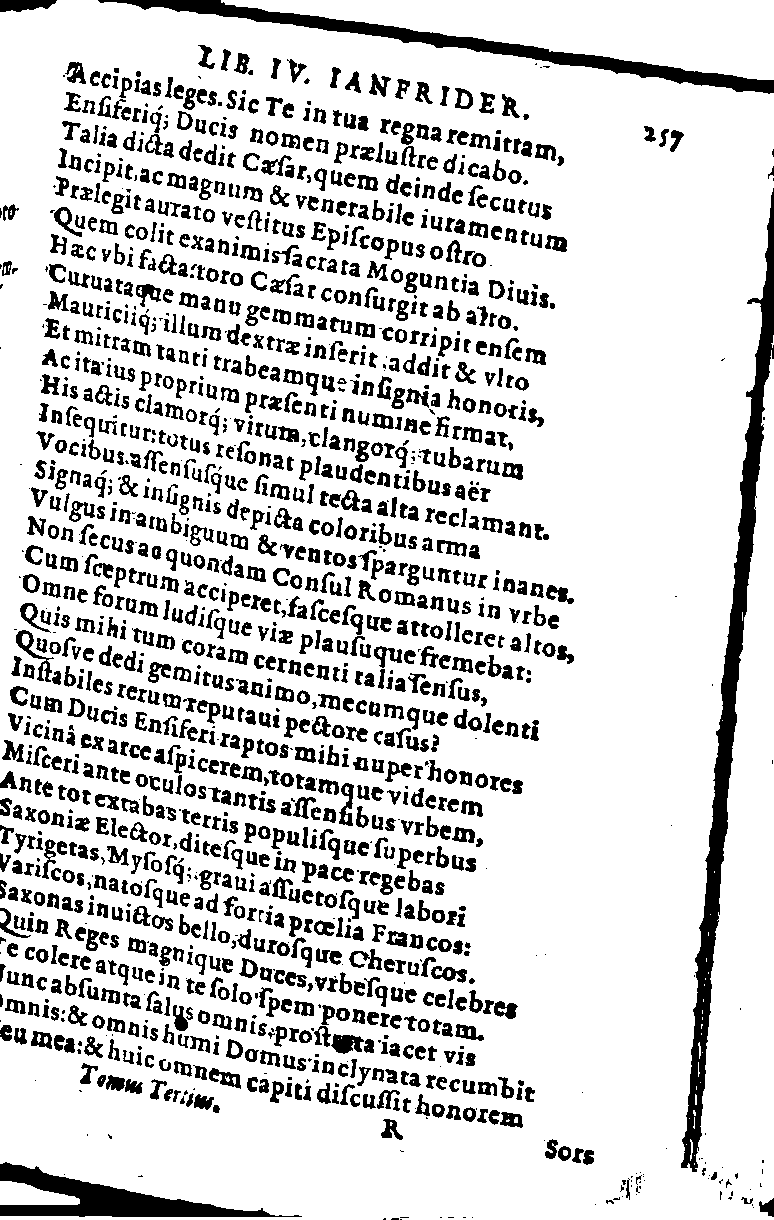 LIB. IV. IANFRIDER.
257
Accipias leges. Sic Te in tua regna remittam,
Enſiferiq́; Ducis nomen præluſtre dicabo.
Talia dicta dedit Cæſar, quem deinde ſecutus
Incipit, ac magnum & venerabile iuramentum
Prælegit aurato veſtitus Epiſcopus oſtro
Quem colit exanimis ſacrata Moguntia Diuis.
Hæc vbi facta: toro Cæſar conſurgit ab alto.
Curuataque manu gemmatum corripit enſem
Mauriciiq́; illum dextræ inſerit, addit & vlto
Et mitram tanti trabeamque inſignia honoris,
Ac ita ius proprium præſenti numine firmat,
His actis clamorq́; virum, clangorq́; tubarum
Inſequitur: totus reſonat plaudentibus aër
Vocibus. aſſenſuſque ſimul tecta alta reclamant.
Signaq́; & inſignis depicta coloribus arma
Vulgus in ambiguum & ventos ſparguntur inanes.
Non ſecus ac quondam Conſul Romanus in vrbe
Cum ſceptrum acciperet, faſceſque attolleret altos,
Omne forum ludiſque viæ plauſuque fremebat:
Quis mihi tum coram cernenti talia ſenſus,
Quoſve dedi gemitus animo, mecumque dolenti
Inſtabiles rerum reputaui pectore caſus?
Cum Ducis Enſiferi raptos mihi nuper honores
Vicinâ ex arce aſpicerem, totamque viderem
Miſceri ante oculos tantis aſſenſibus vrbem,
Ante tot extabas terris populiſque ſuperbus
Saxoniæ Elector, diteſque in pace regebas
Tyrigetas, Myſoſq́; graui aſſuetoſque labori
Variſcos, natoſque ad fortia prœlia Francos:
Saxonas inuictos bello, duroſque Cheruſcos.
Quin Reges magnique Duces, vrbeſque celebres
Te colere atque in te ſolo ſpem ponere totam.
Nunc abſumta ſalus omnis, proſtrata iacet vis
Omnis: & omnis humi Domus inclynata recumbit
eu mea: & huic omnem capiti diſcuſſit honorem
Tomus Tertius.
R
Sors